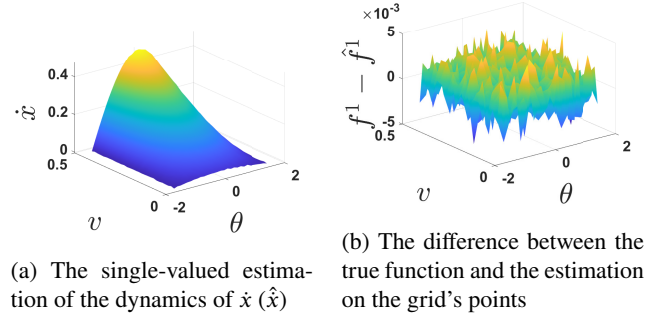 ×10⁻³
5
0
-5
f¹ − f̂¹
0.5
v
0
-2
0
2
θ
0.4
0.2
0
ẋ
0.5
v
0
-2
0
2
θ
(a) The single-valued estima-
tion of the dynamics of ẋ (x̂̇)
(b) The difference between the
true function and the estimation
on the grid's points